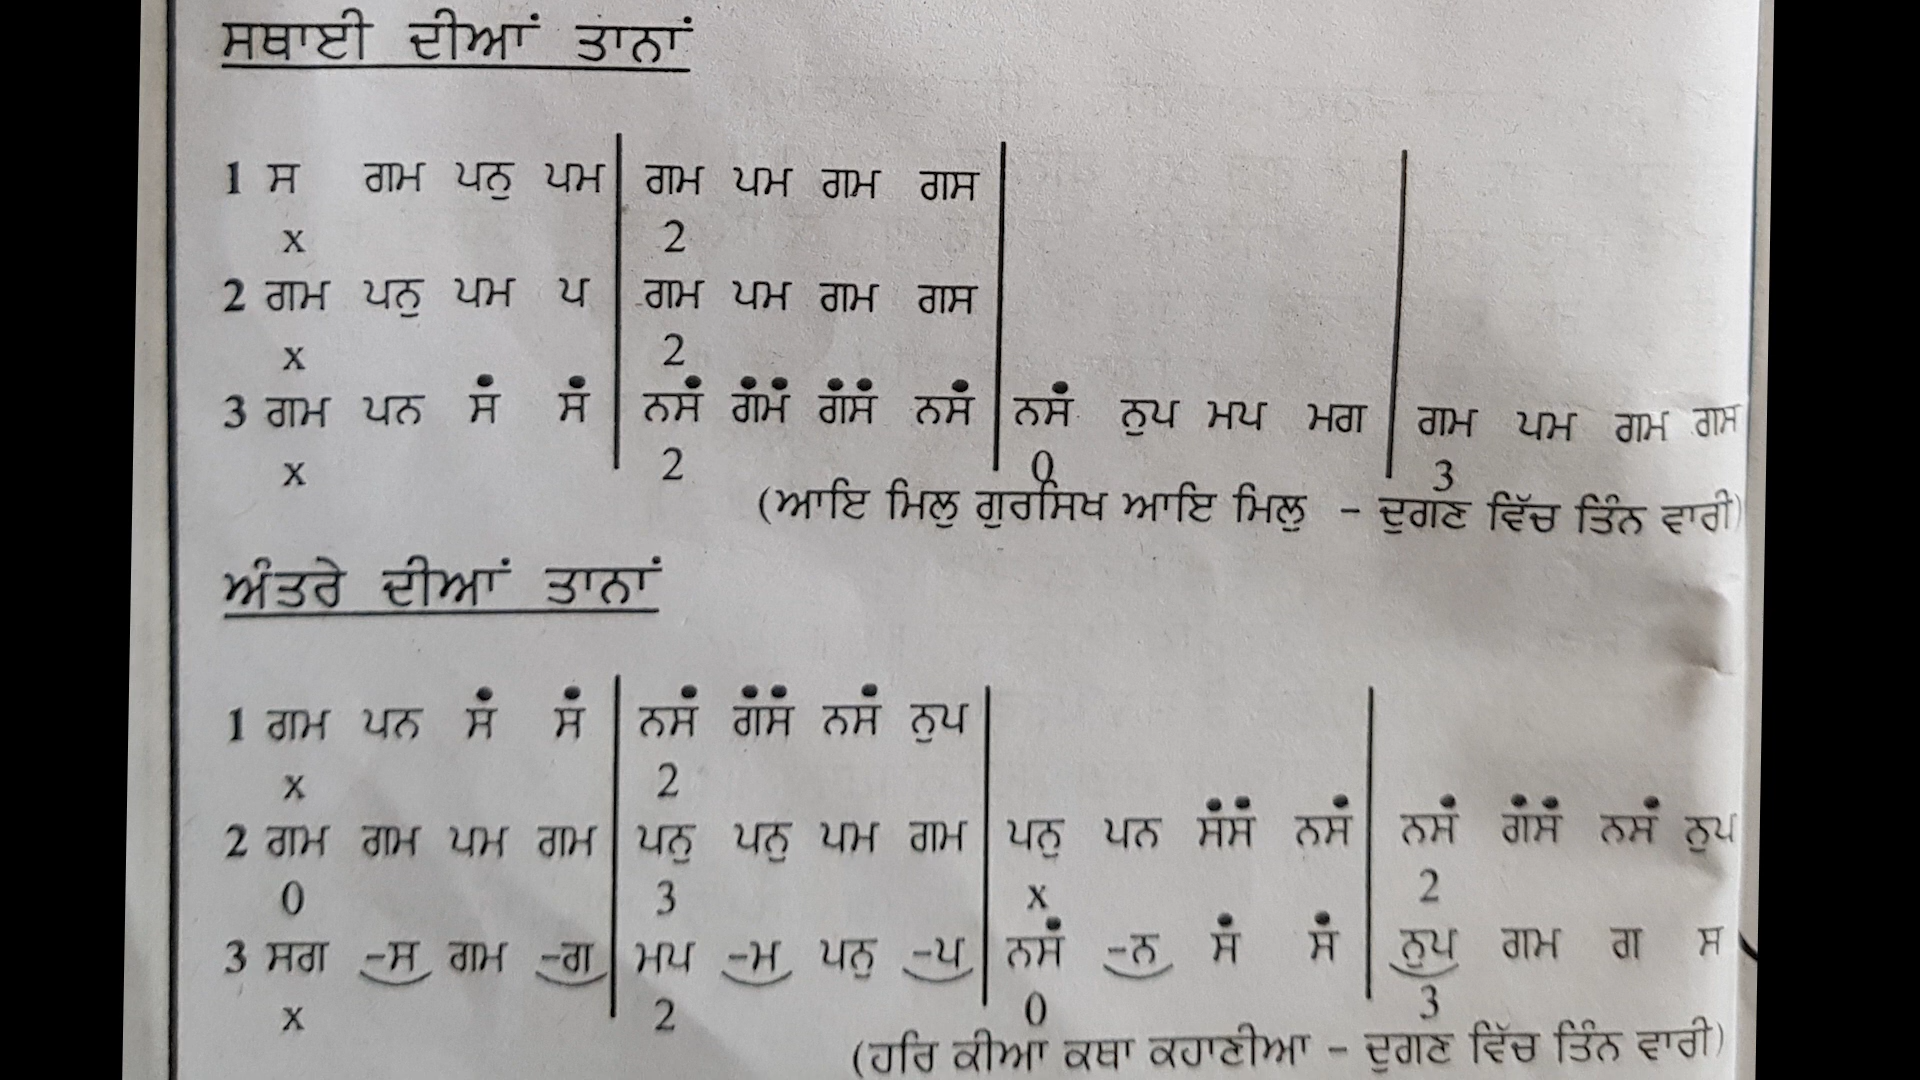 ਸਥਾਈ ਦੀਆਂ ਤਾਨਾਂ
1 ਸ ਗਮ ਪਨੁ ਪਮ | ਗਮ ਪਮ ਗਮ ਗਸ
x 2
2 ਗਮ ਪਨੁ ਪਮ ਪ | ਗਮ ਪਮ ਗਮ ਗਸ
x 2
3 ਗਮ ਪਨ ਸੰ ਸੰ | ਨਸੰ ਗੰਮੰ ਗੰਸੰ ਨਸੰ | ਨਸੰ ਨੁਪ ਮਪ ਮਗ | ਗਮ ਪਮ ਗਮ ਗਸ
x 2 0 3
(ਆਇ ਮਿਲੁ ਗੁਰਸਿਖ ਆਇ ਮਿਲੁ - ਦੁਗਣ ਵਿੱਚ ਤਿੰਨ ਵਾਰੀ)
ਅੰਤਰੇ ਦੀਆਂ ਤਾਨਾਂ
1 ਗਮ ਪਨ ਸੰ ਸੰ | ਨਸੰ ਗੰਸੰ ਨਸੰ ਨੁਪ
x 2
2 ਗਮ ਗਮ ਪਮ ਗਮ | ਪਨੁ ਪਨੁ ਪਮ ਗਮ | ਪਨੁ ਪਨ ਸੰਸੰ ਨਸੰ | ਨਸੰ ਗੰਸੰ ਨਸੰ ਨੁਪ
0 3 x 2
3 ਸਗ -ਸ ਗਮ -ਗ | ਮਪ -ਮ ਪਨੁ -ਪ | ਨਸੰ -ਨ ਸੰ ਸੰ | ਨੁਪ ਗਮ ਗ ਸ
x 2 0 3
(ਹਰਿ ਕੀਆ ਕਥਾ ਕਹਾਣੀਆ - ਦੁਗਣ ਵਿੱਚ ਤਿੰਨ ਵਾਰੀ)